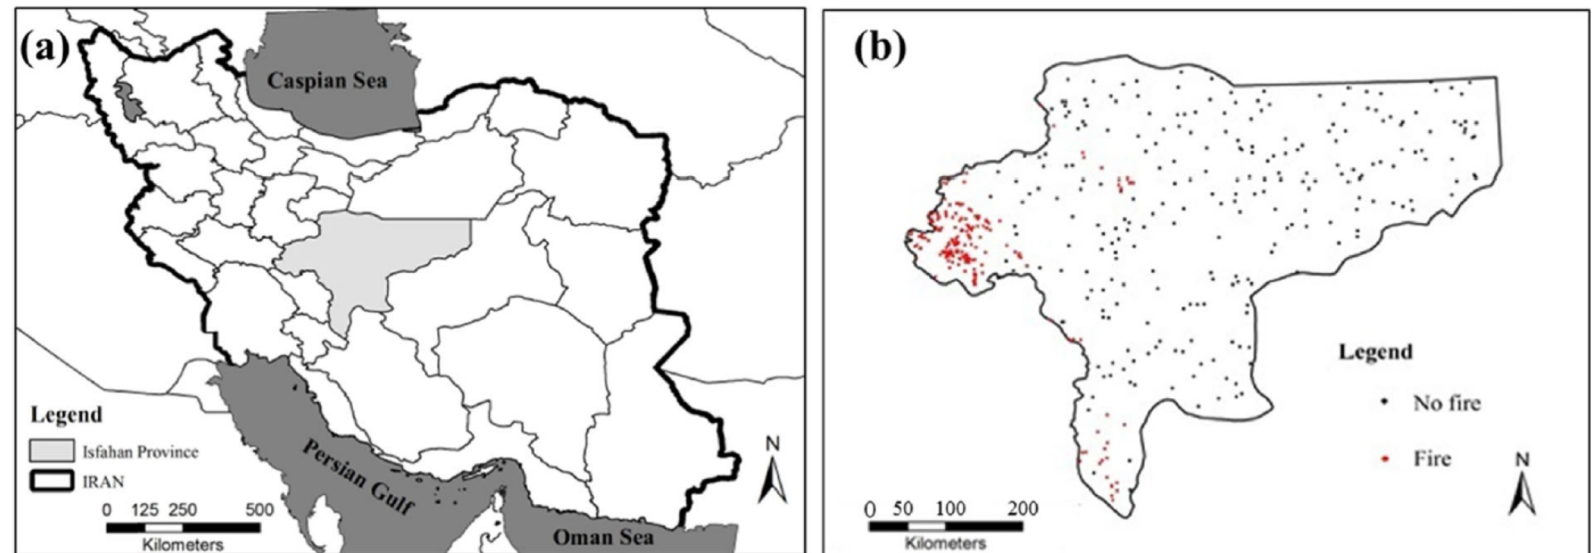 (a)
Caspian Sea
Legend
Isfahan Province
IRAN
0 125 250 500
Kilometers
Persian Gulf
Oman Sea
N
(b)
Legend
No fire
Fire
0 50 100 200
Kilometers
N